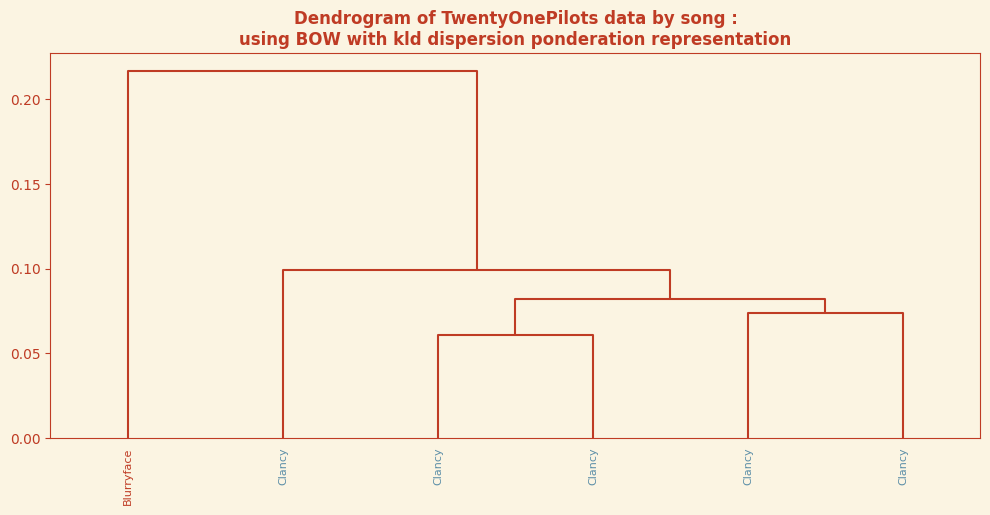 Dendrogram of TwentyOnePilots data by song :
using BOW with kld dispersion ponderation representation
0.20
0.15
0.10
0.05
0.00
Blurryface
Clancy
Clancy
Clancy
Clancy
Clancy